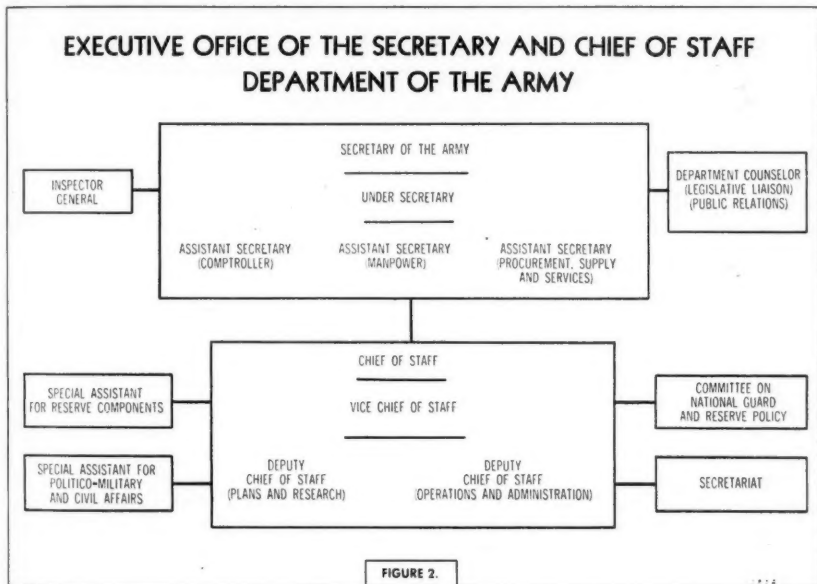 EXECUTIVE OFFICE OF THE SECRETARY AND CHIEF OF STAFF
DEPARTMENT OF THE ARMY
SECRETARY OF THE ARMY
INSPECTOR
GENERAL
UNDER SECRETARY
DEPARTMENT COUNSELOR
(LEGISLATIVE LIAISON)
(PUBLIC RELATIONS)
ASSISTANT SECRETARY
(COMPTROLLER)
ASSISTANT SECRETARY
(MANPOWER)
ASSISTANT SECRETARY
(PROCUREMENT, SUPPLY
AND SERVICES)
CHIEF OF STAFF
SPECIAL ASSISTANT
FOR RESERVE COMPONENTS
VICE CHIEF OF STAFF
COMMITTEE ON
NATIONAL GUARD
AND RESERVE POLICY
SPECIAL ASSISTANT FOR
POLITICO-MILITARY
AND CIVIL AFFAIRS
DEPUTY
CHIEF OF STAFF
(PLANS AND RESEARCH)
DEPUTY
CHIEF OF STAFF
(OPERATIONS AND ADMINISTRATION)
SECRETARIAT
FIGURE 2.